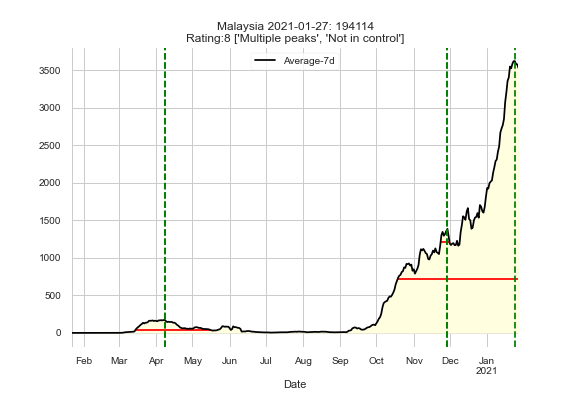 Malaysia 2021-01-27: 194114
Rating:8 ['Multiple peaks', 'Not in control']
Average-7d
3500
3000
2500
2000
1500
1000
500
0
Feb Mar Apr May Jun Jul Aug Sep Oct Nov Dec Jan
2021
Date